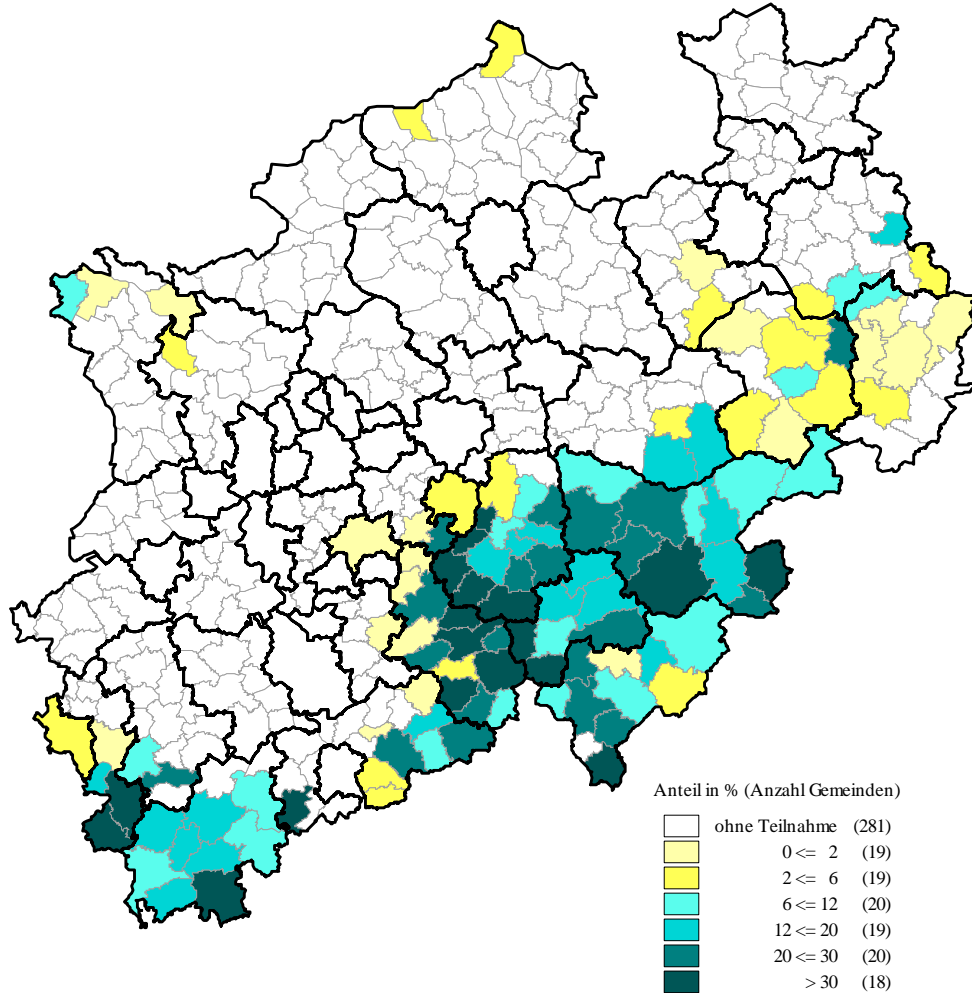 Anteil in % (Anzahl Gemeinden)
ohne Teilnahme (281)
0 <= 2 (19)
2 <= 6 (19)
6 <= 12 (20)
12 <= 20 (19)
20 <= 30 (20)
> 30 (18)